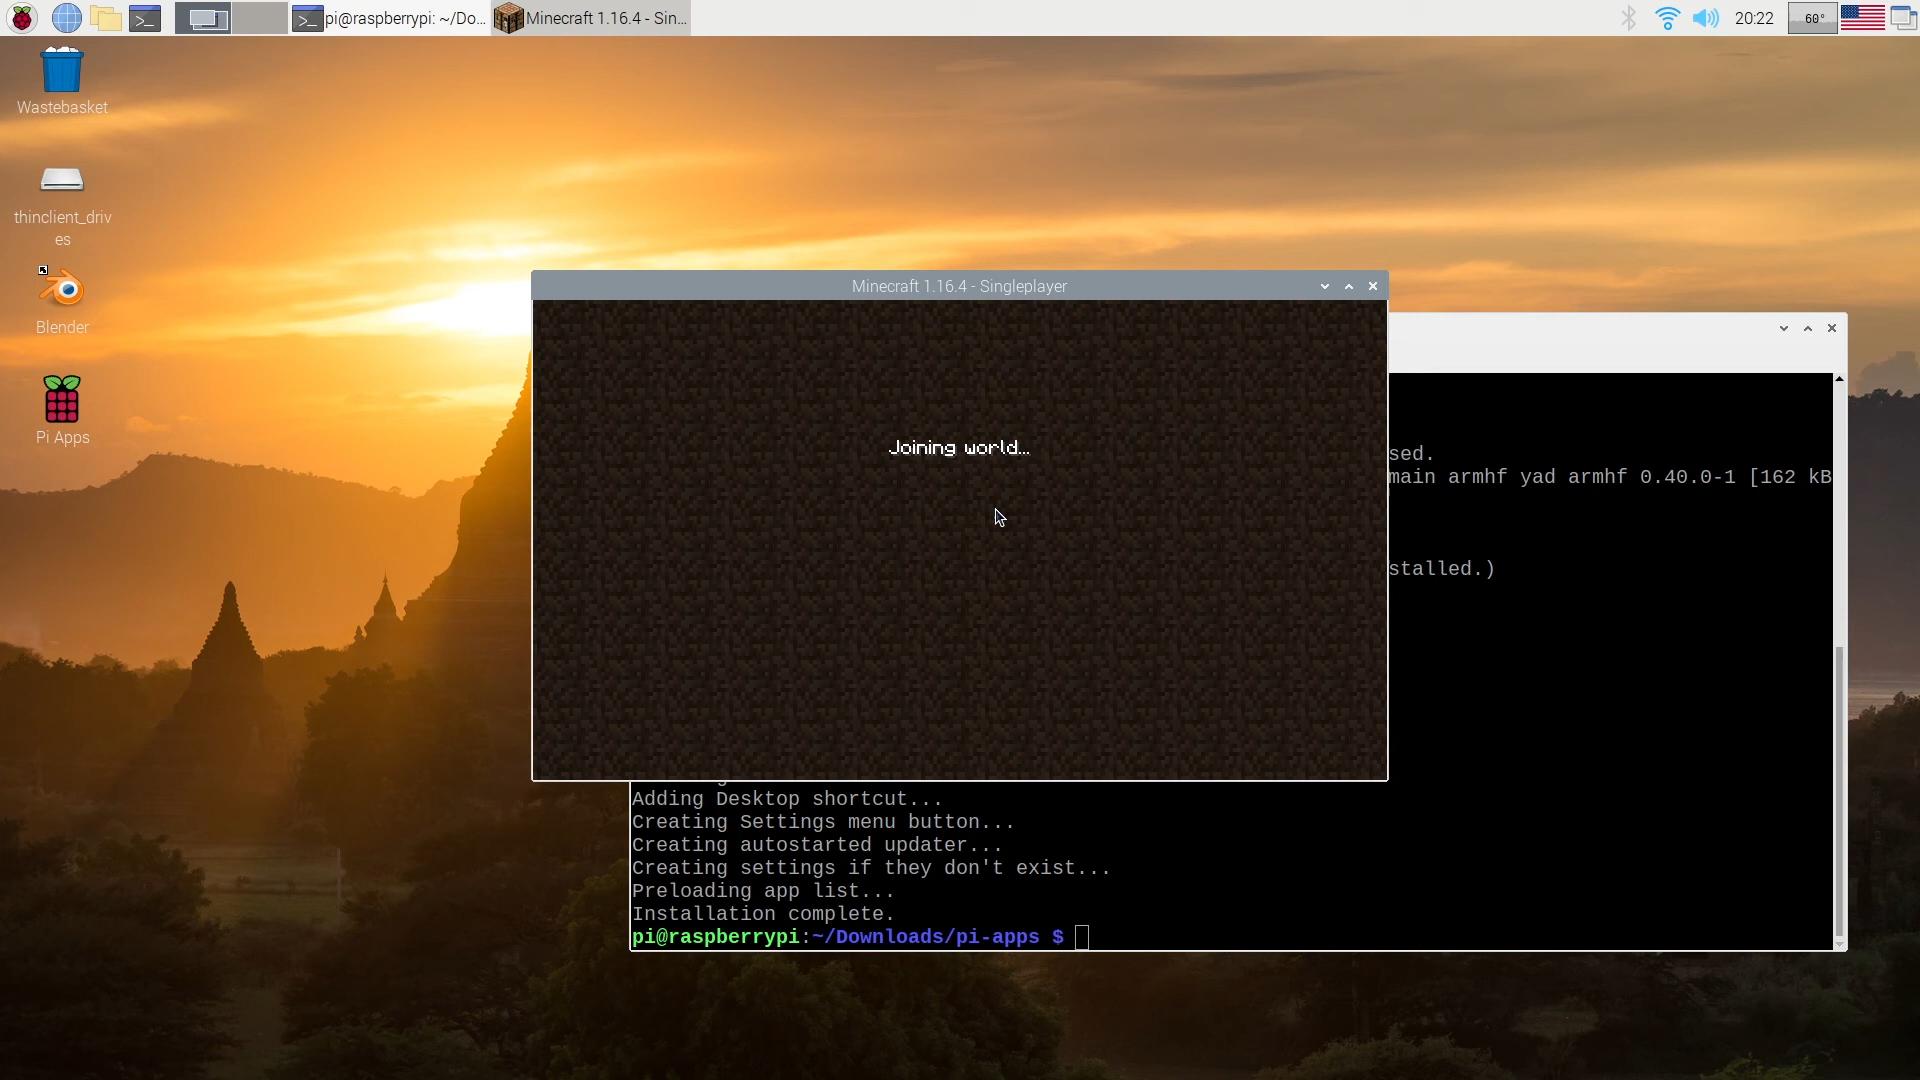 pi@raspberrypi: ~/Do...
Minecraft 1.16.4 - Sin...
20:22
60°
Wastebasket
thinclient_driv
es
Blender
Pi Apps
Minecraft 1.16.4 - Singleplayer
Joining world...
sed.
main armhf yad armhf 0.40.0-1 [162 kB
stalled.)
Adding Desktop shortcut...
Creating Settings menu button...
Creating autostarted updater...
Creating settings if they don't exist...
Preloading app list...
Installation complete.
pi@raspberrypi:~/Downloads/pi-apps $